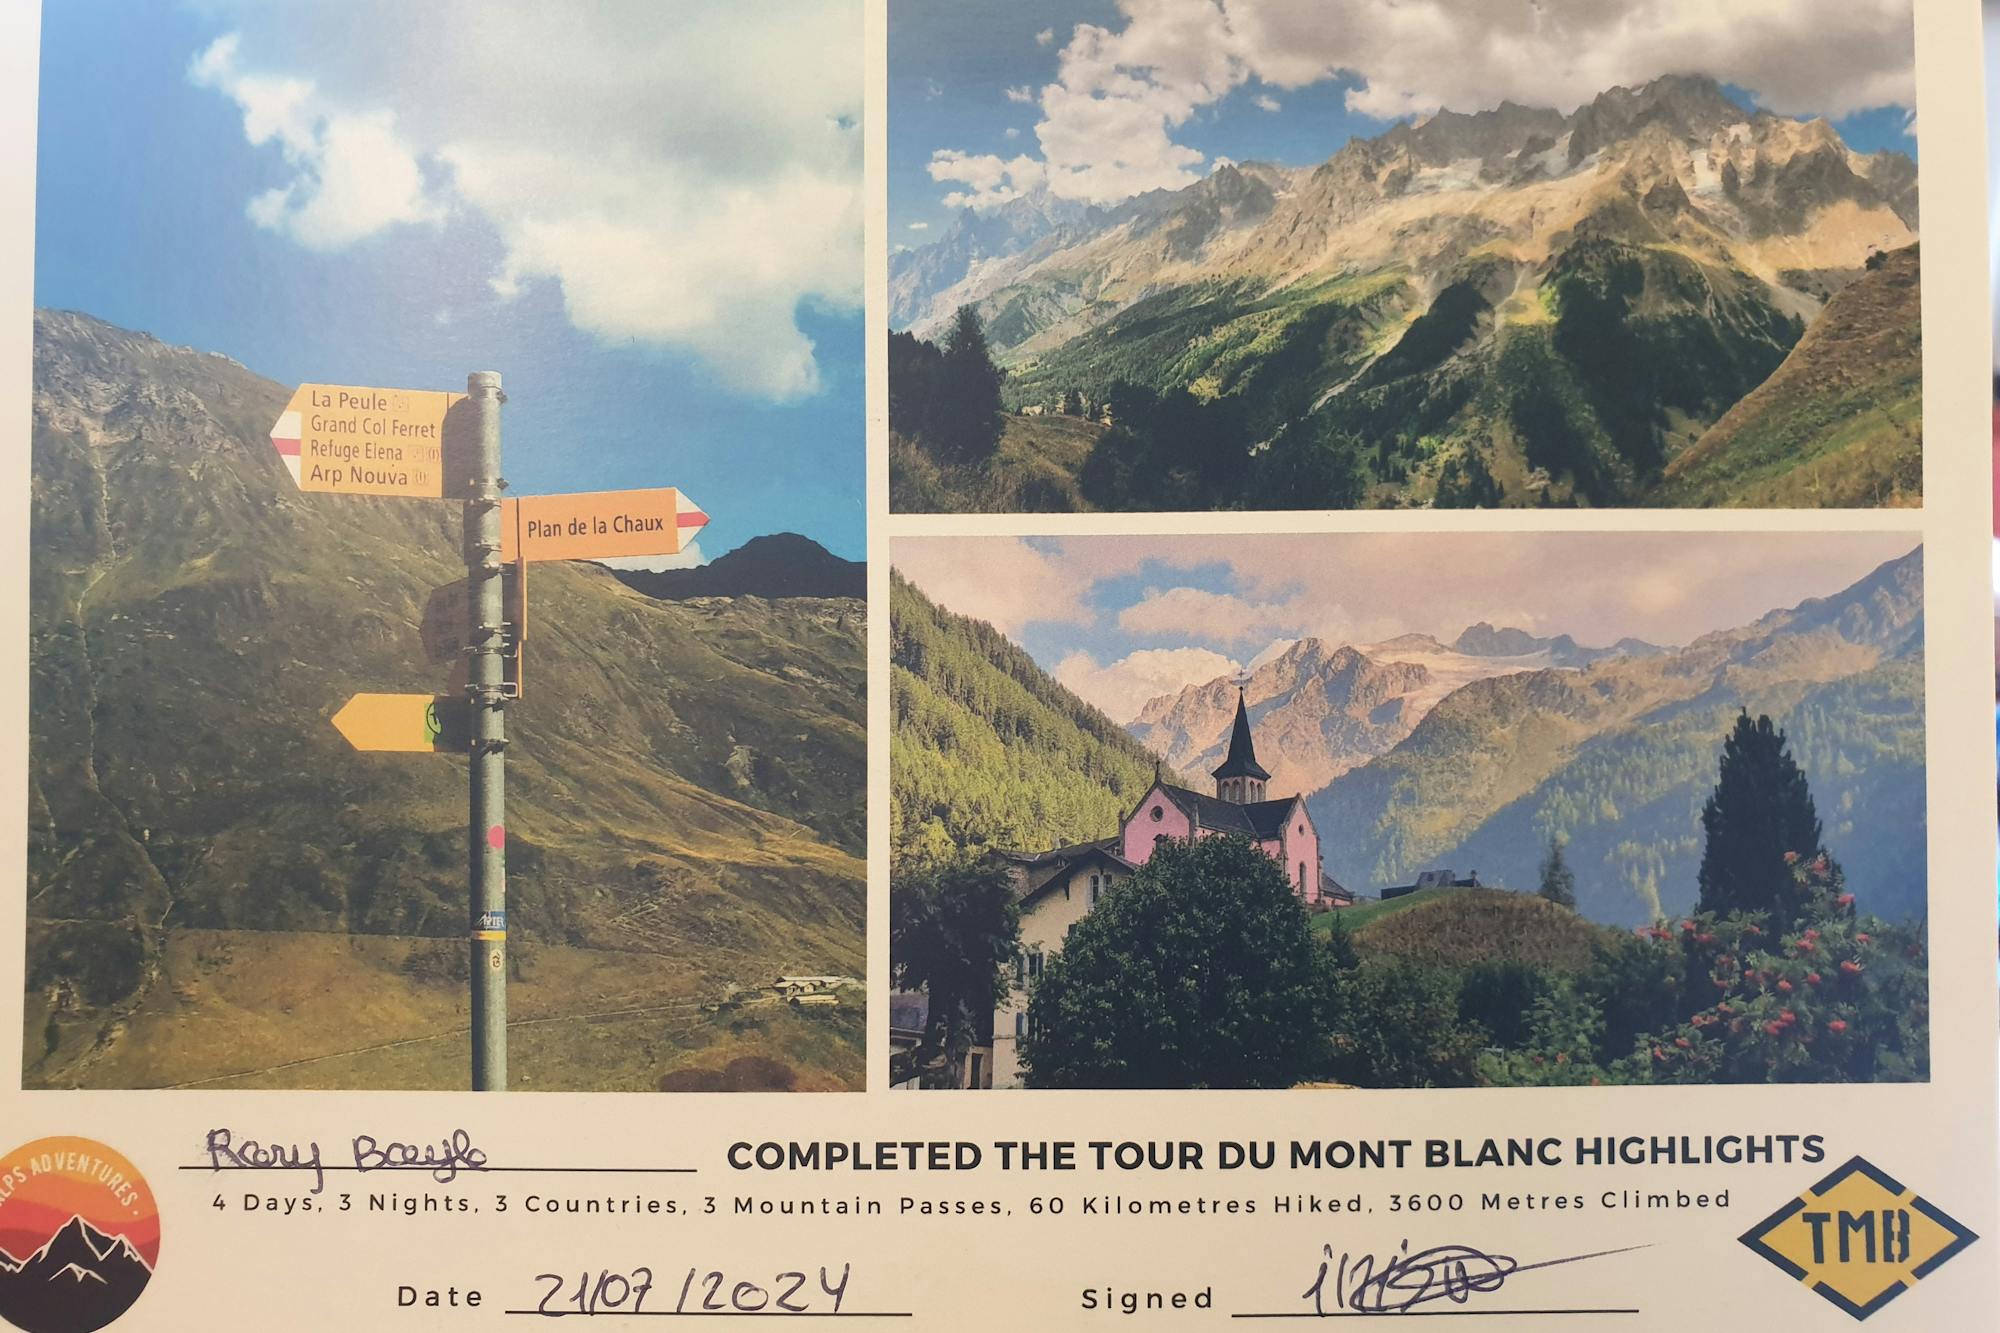 La Peule
Grand Col Ferret
Refuge Elena
Arp Nouva
Plan de la Chaux
ALPS ADVENTURES
Rory Bayle
COMPLETED THE TOUR DU MONT BLANC HIGHLIGHTS
4 Days, 3 Nights, 3 Countries, 3 Mountain Passes, 60 Kilometres Hiked, 3600 Metres Climbed
Date 21/07/2024
Signed
TMB